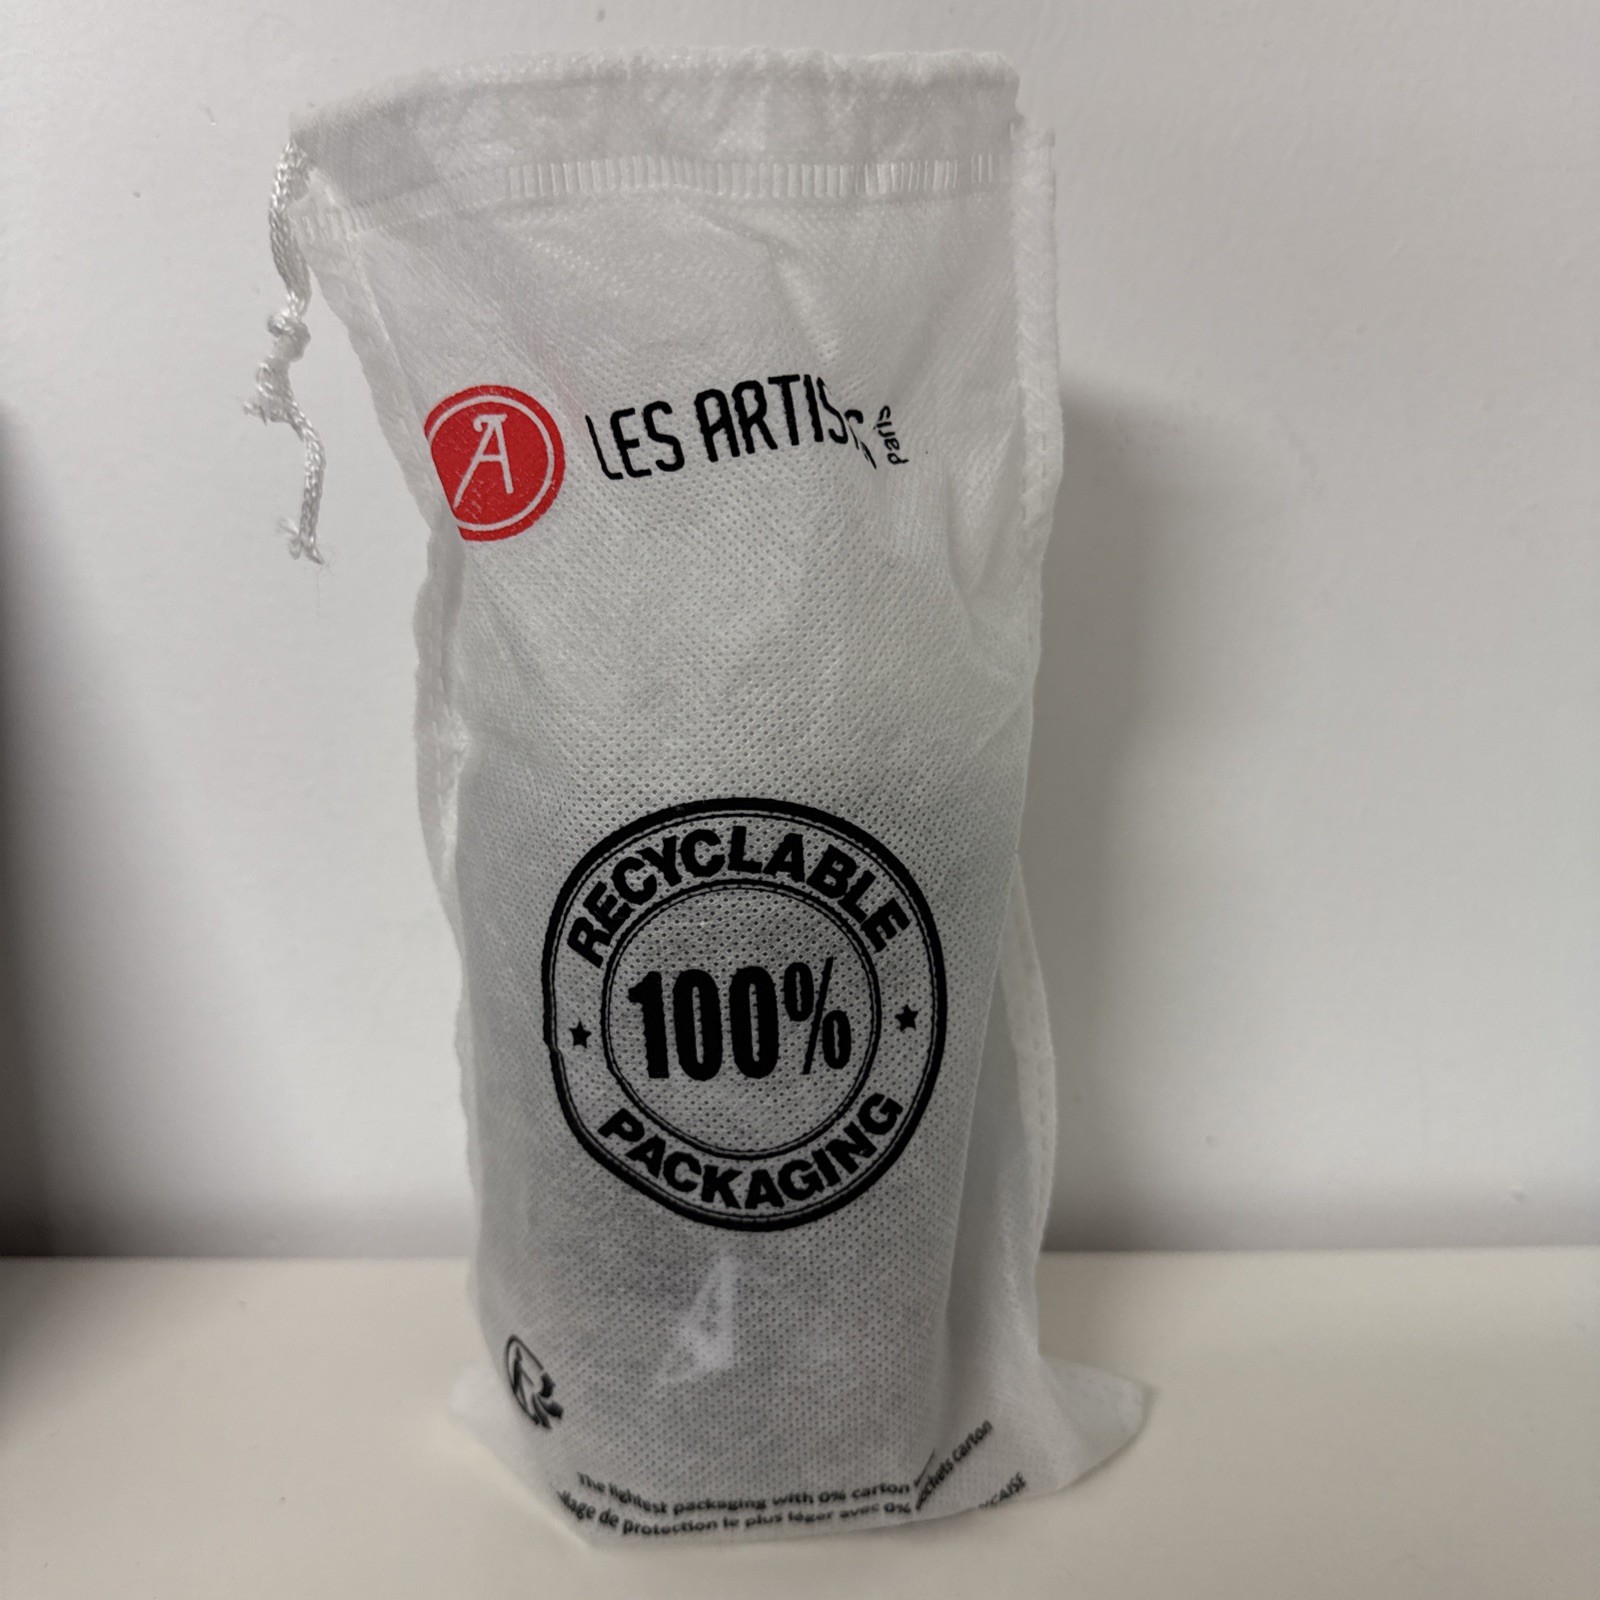 A
LES ARTIS
Paris
RECYCLABLE
100%
PACKAGING
The lightest packaging with 0% carton
de protection le plus léger avec 0% carton